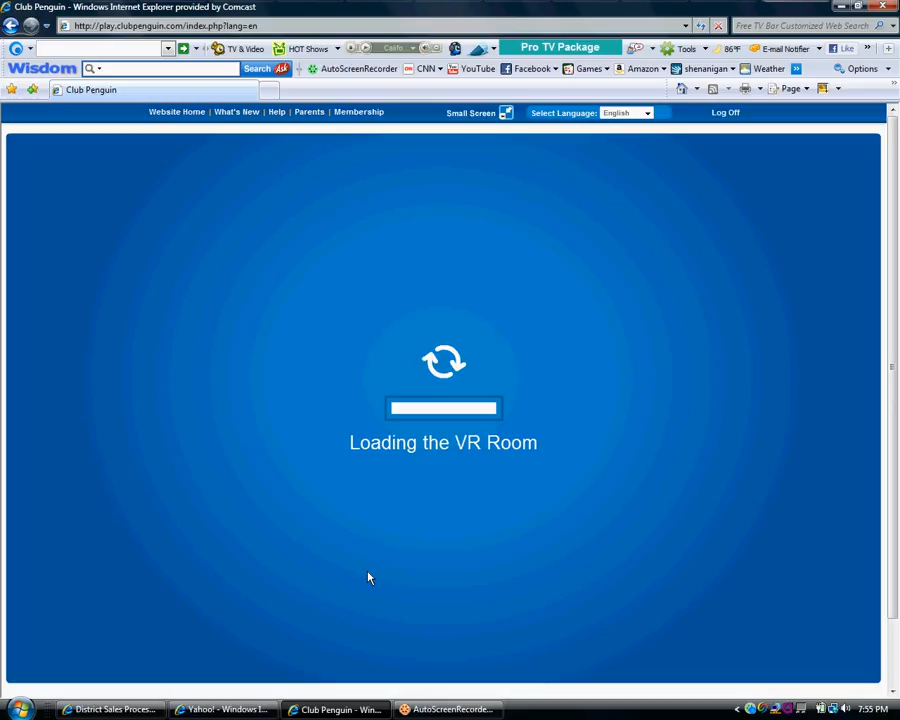 Club Penguin - Windows Internet Explorer provided by Comcast
http://play.clubpenguin.com/index.php?lang=en
Free TV Bar Customized Web Search
TV & Video HOT Shows Califo Pro TV Package Tools 86°F E-mail Notifier Like
Wisdom Search Ask AutoScreenRecorder CNN YouTube Facebook Games Amazon shenanigan Weather Options
Club Penguin Page
Website Home | What's New | Help | Parents | Membership Small Screen Select Language: English Log Off
Loading the VR Room
District Sales Proces... Yahoo! - Windows I... Club Penguin - Win... AutoScreenRecorde... 7:55 PM